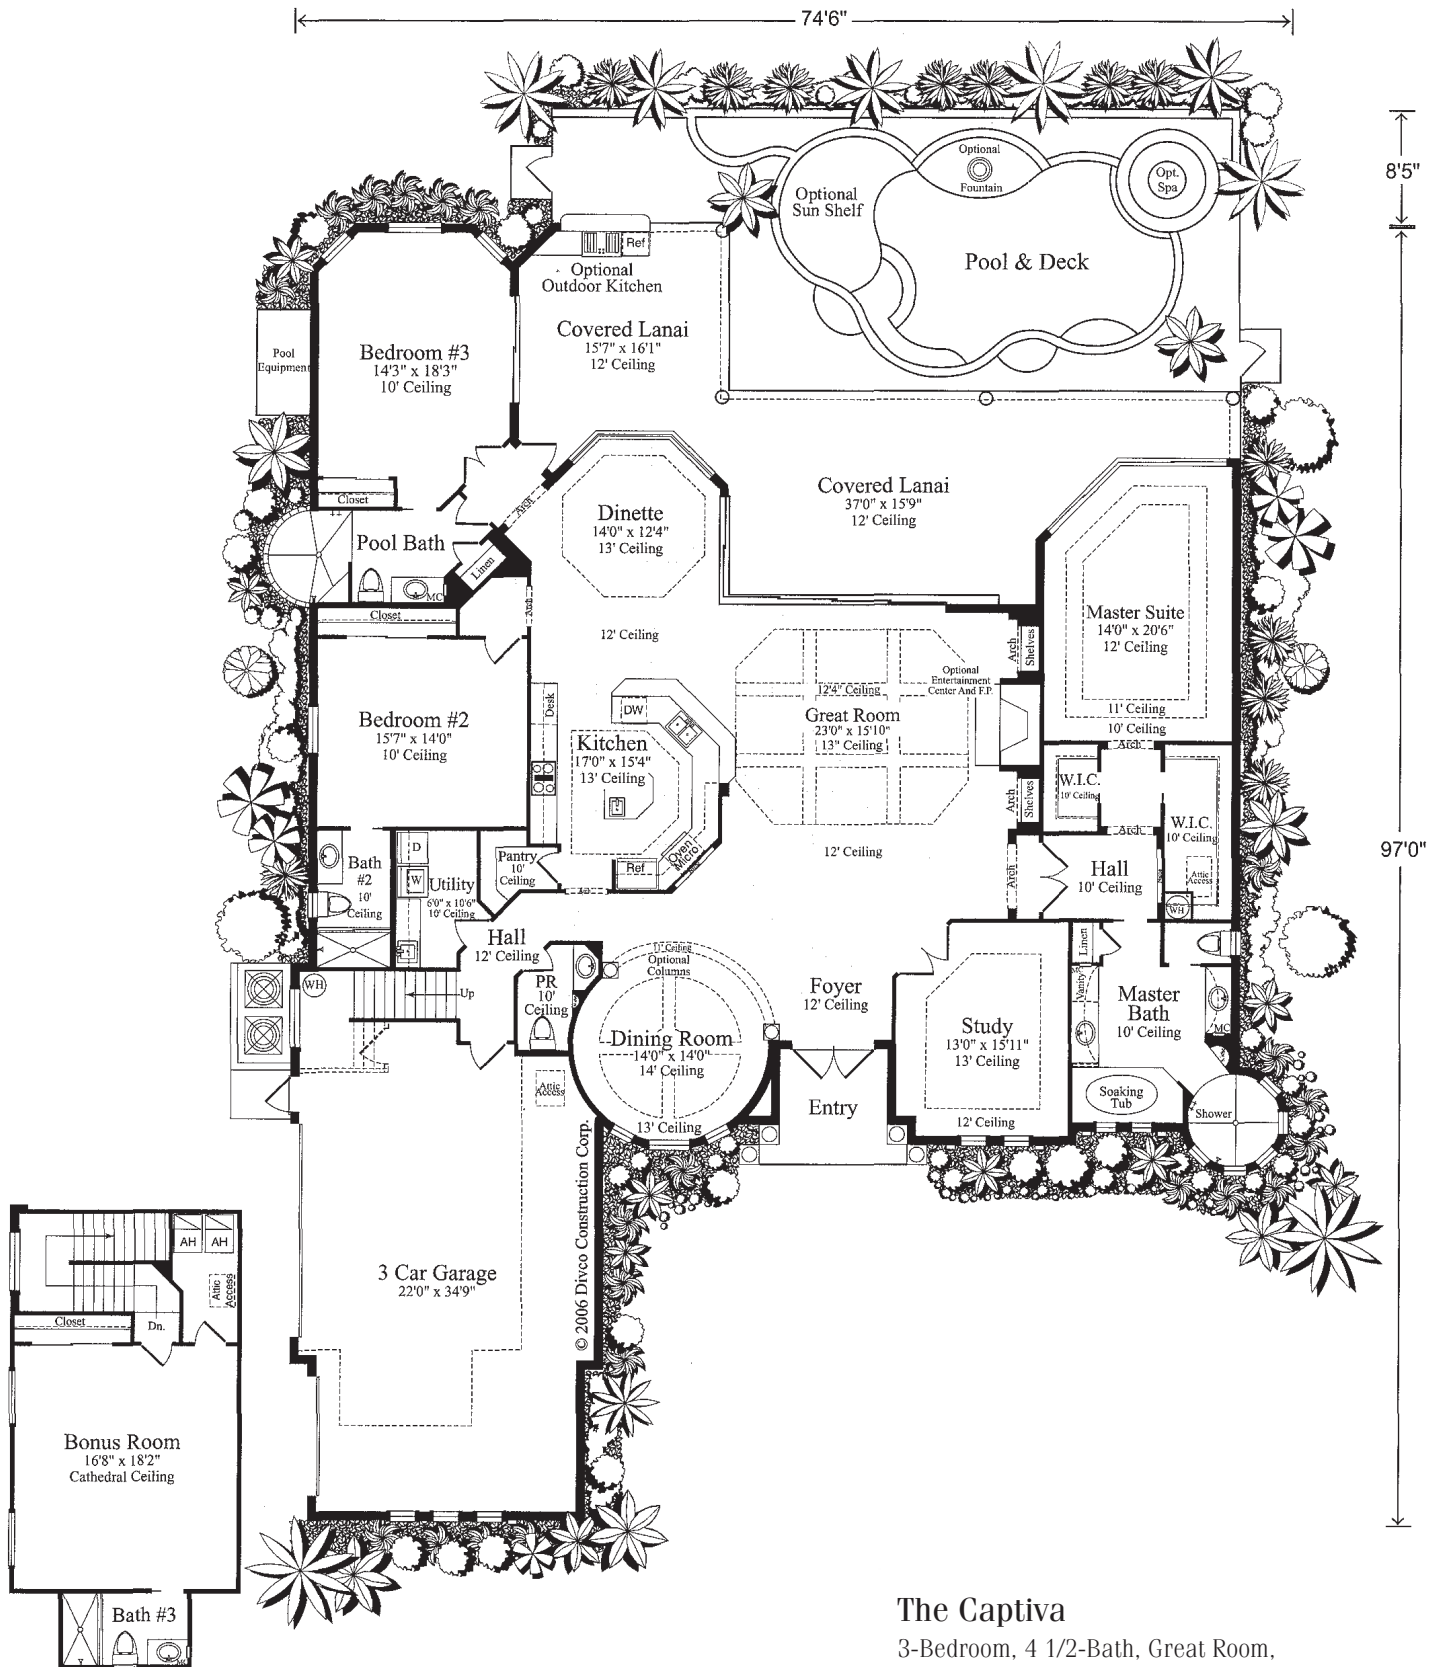 74'6"
8'5"
97'0"
Optional
Fountain
Opt.
Spa
Optional
Sun Shelf
Pool & Deck
Ref
Optional
Outdoor Kitchen
Covered Lanai
15'7" x 16'1"
12' Ceiling
Pool
Equipment
Bedroom #3
14'3" x 18'3"
10' Ceiling
Closet
Arch
Dinette
14'0" x 12'4"
13' Ceiling
Covered Lanai
37'0" x 15'9"
12' Ceiling
Pool Bath
Linen
MC
Closet
Arch
12' Ceiling
Master Suite
14'0" x 20'6"
12' Ceiling
11' Ceiling
10' Ceiling
Arch
Shelves
Optional
Entertainment
Center And F.P.
12'4" Ceiling
Great Room
23'0" x 15'10"
13" Ceiling
Bedroom #2
15'7" x 14'0"
10' Ceiling
Desk
DW
Kitchen
17'0" x 15'4"
13' Ceiling
Arch
W.I.C.
10' Ceiling
Arch
Shelves
W.I.C.
10' Ceiling
Arch
12' Ceiling
Oven
Micro
Ref
Pantry
10'
Ceiling
D
W
Utility
6'0" x 10'6"
10' Ceiling
Bath
#2
10'
Ceiling
Arch
Hall
10' Ceiling
Attic
Access
WH
Hall
12' Ceiling
11' Ceiling
Optional
Columns
Linen
WH
Up
PR
10'
Ceiling
Foyer
12' Ceiling
Vanity
Master
Bath
10' Ceiling
MC
Study
13'0" x 15'11"
13' Ceiling
12' Ceiling
Dining Room
14'0" x 14'0"
14' Ceiling
13' Ceiling
Attic
Access
Entry
Soaking
Tub
Shower
© 2006 Divco Construction Corp.
3 Car Garage
22'0" x 34'9"
AH
AH
Attic
Access
Closet
Dn.
Bonus Room
16'8" x 18'2"
Cathedral Ceiling
Bath #3
MC
The Captiva
3-Bedroom, 4 1/2-Bath, Great Room,